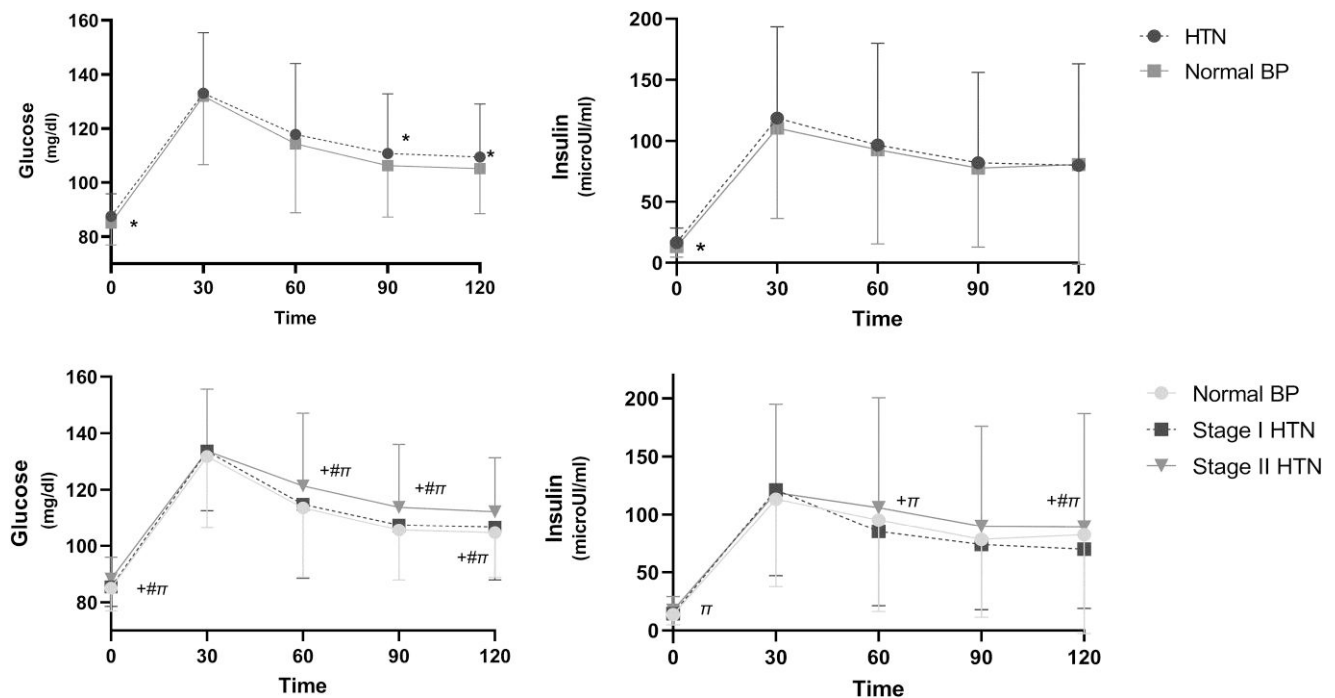 160
140
120
100
80
Glucose
(mg/dl)
*
*
*
0 30 60 90 120
Time
200
150
100
50
0
Insulin
(microUI/ml)
*
0 30 60 90 120
Time
HTN
Normal BP
160
140
120
100
80
Glucose
(mg/dl)
+#π
+#π
+#π
+#π
0 30 60 90 120
Time
200
150
100
50
0
Insulin
(microUI/ml)
+π
+#π
π
0 30 60 90 120
Time
Normal BP
Stage I HTN
Stage II HTN